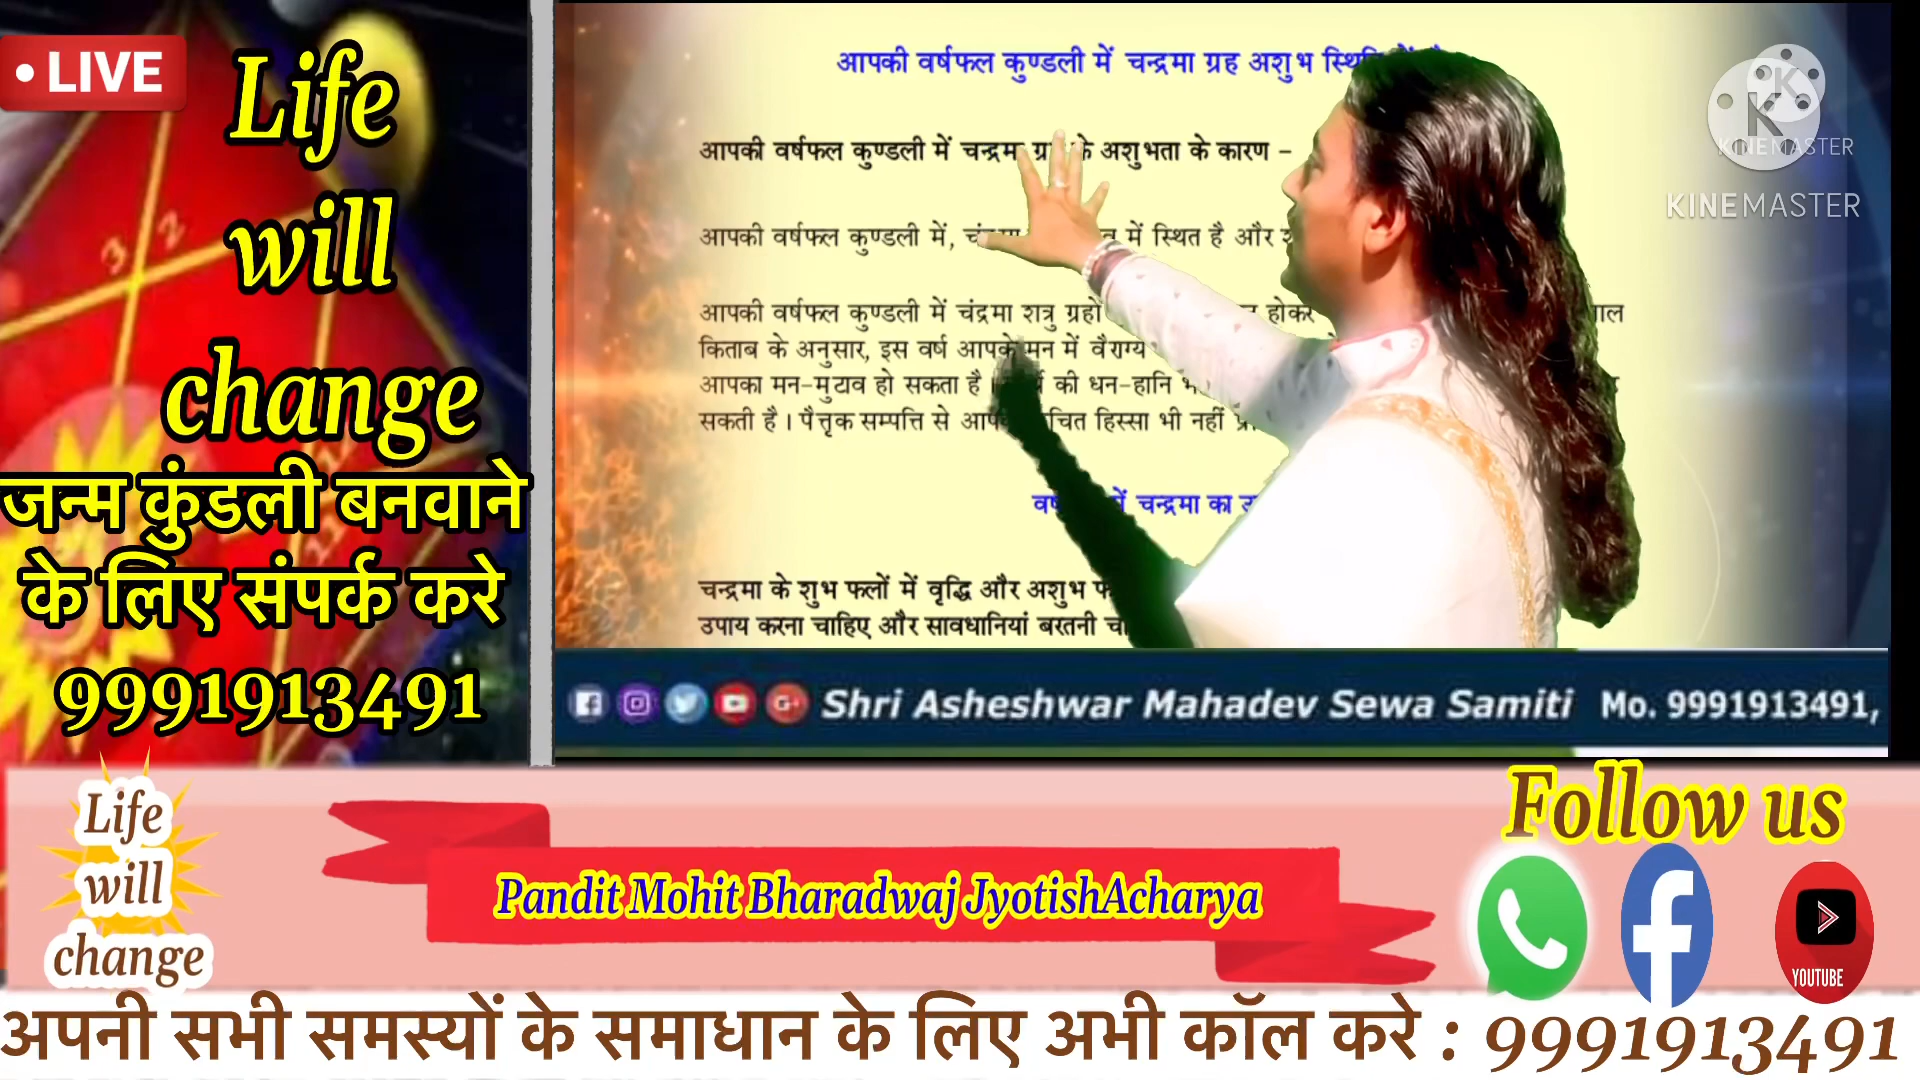 LIVE
Life
will
change
जन्म कुंडली बनवाने
के लिए संपर्क करे
9991913491
3 2
आपकी वर्षफल कुण्डली में चन्द्रमा ग्रह अशुभ
आपकी वर्षफल कुण्डली में चन्द्रमा के अशुभता के कारण –
आपकी वर्षफल कुण्डली में, में स्थित है और
आपकी वर्षफल कुण्डली में चंद्रमा शत्रु ग्रहों होकर
किताब के अनुसार, इस वर्ष आपके मन में वैराग्य
आपका मन-मुटाव हो सकता है। की धन-हानि
सकती है। पैतृक सम्पत्ति से हिस्सा भी नहीं
में चन्द्रमा का
चन्द्रमा के शुभ फलों में वृद्धि और अशुभ
उपाय करना चाहिए और सावधानियां बरतनी
K
K
KINEMASTER
KINEMASTER
Shri Asheshwar Mahadev Sewa Samiti Mo. 9991913491,
Life
will
change
Pandit Mohit Bharadwaj JyotishAcharya
Follow us
YOUTUBE
अपनी सभी समस्यों के समाधान के लिए अभी कॉल करे : 9991913491